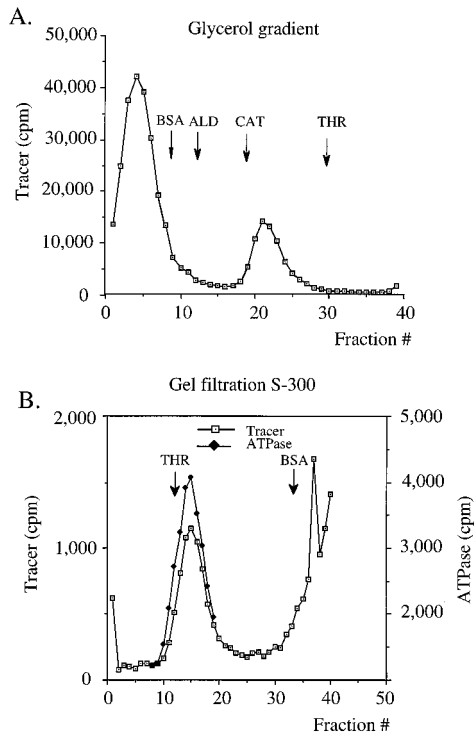 A.
Glycerol gradient
50,000
40,000
30,000
20,000
10,000
0
Tracer (cpm)
BSA ALD CAT THR
0 10 20 30 40
Fraction #
B.
Gel filtration S-300
2,000
1,000
0
Tracer (cpm)
Tracer
ATPase
THR
BSA
5,000
4,000
3,000
2,000
ATPase (cpm)
0 10 20 30 40 50
Fraction #